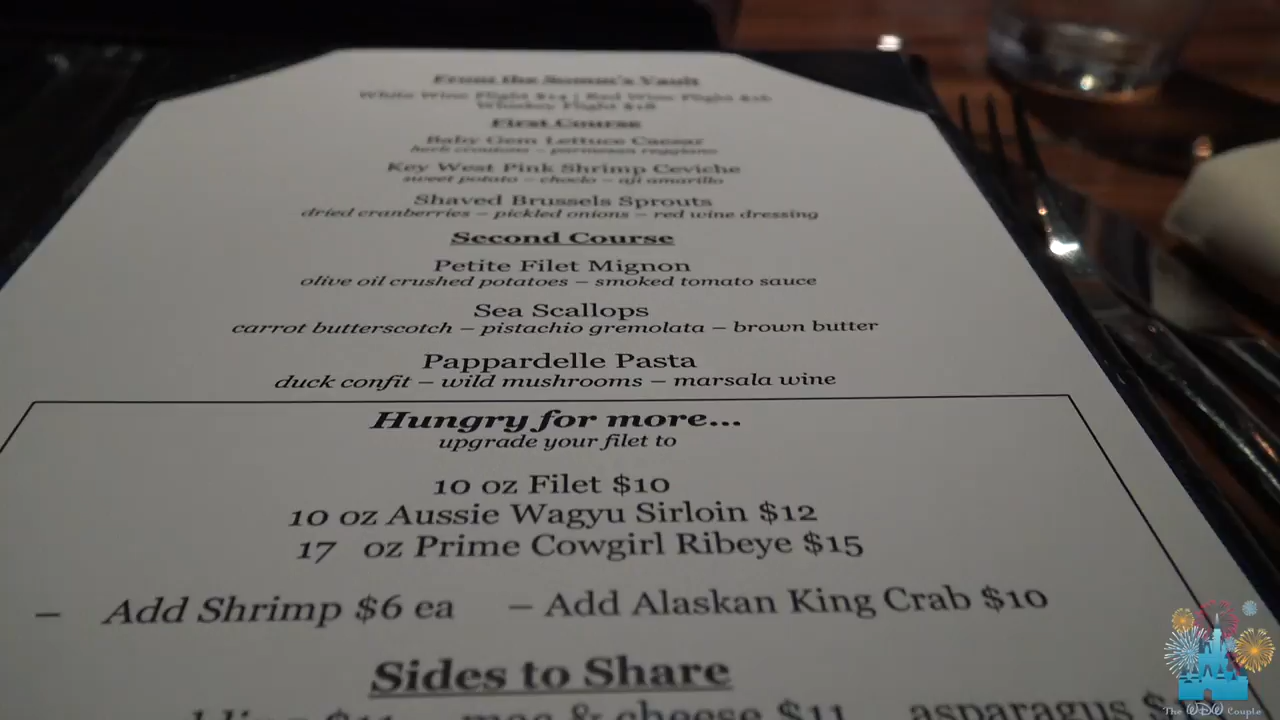 From the Somm's Vault
White Wine Flight $14 | Red Wine Flight $16
Whiskey Flight $18
First Course
Baby Gem Lettuce Caesar
herb croutons – parmesan reggiano
Key West Pink Shrimp Ceviche
sweet potato – choclo – aji amarillo
Shaved Brussels Sprouts
dried cranberries – pickled onions – red wine dressing
Second Course
Petite Filet Mignon
olive oil crushed potatoes – smoked tomato sauce
Sea Scallops
carrot butterscotch – pistachio gremolata – brown butter
Pappardelle Pasta
duck confit – wild mushrooms – marsala wine
Hungry for more...
upgrade your filet to
10 oz Filet $10
10 oz Aussie Wagyu Sirloin $12
17 oz Prime Cowgirl Ribeye $15
– Add Shrimp $6 ea – Add Alaskan King Crab $10
Sides to Share
& cheese $11 asparagus
The WDW Couple